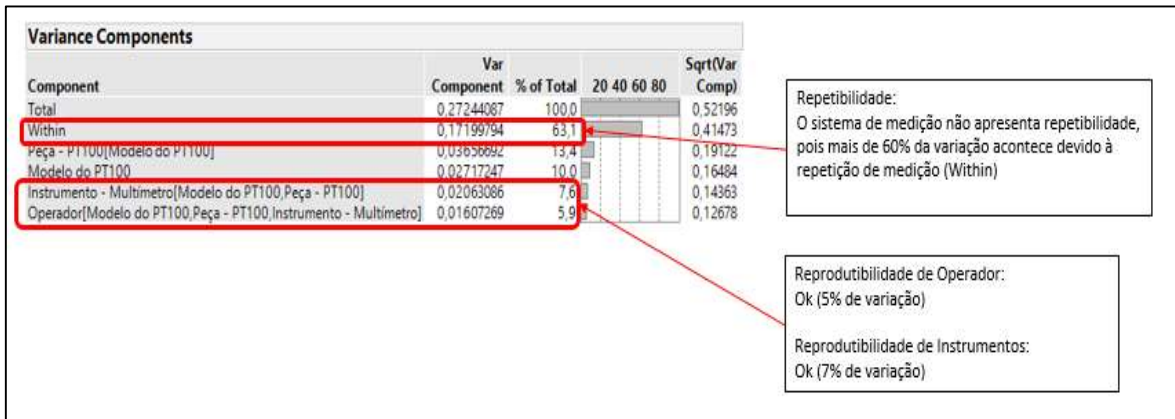 Variance Components
Var Sqrt(Var
Component Component % of Total 20 40 60 80 Comp)
Total 0,27244087 100,0 0,52196
Within 0,17199794 63,1 0,41473
Peça - PT100[Modelo do PT100] 0,03656692 13,4 0,19122
Modelo do PT100 0,02717247 10,0 0,16484
Instrumento - Multímetro[Modelo do PT100,Peça - PT100] 0,02063086 7,6 0,14363
Operador[Modelo do PT100,Peça - PT100,Instrumento - Multímetro] 0,01607269 5,9 0,12678
Repetibilidade:
O sistema de medição não apresenta repetibilidade,
pois mais de 60% da variação acontece devido à
repetição de medição (Within)
Reprodutibilidade de Operador:
Ok (5% de variação)
Reprodutibilidade de Instrumentos:
Ok (7% de variação)